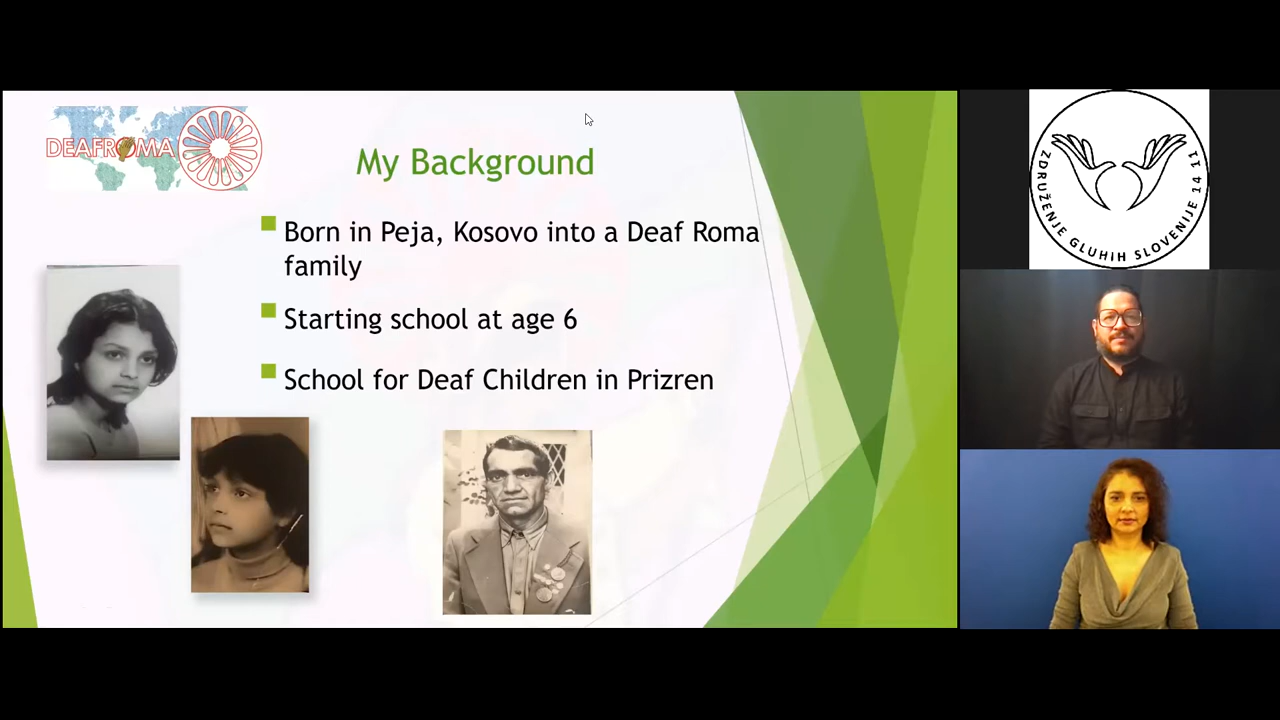 DEAFROMA
My Background
Born in Peja, Kosovo into a Deaf Roma
family
Starting school at age 6
School for Deaf Children in Prizren
ZDRUŽENJE GLUHIH SLOVENIJE 14 11